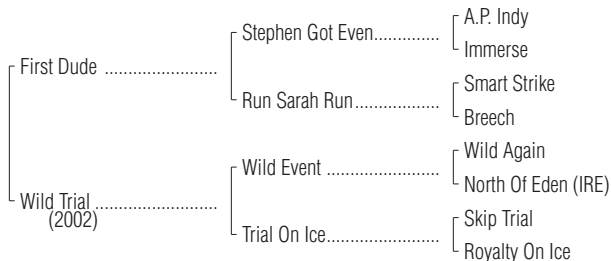 A.P. Indy
Stephen Got Even..............
Immerse
First Dude ........................
Smart Strike
Run Sarah Run ..................
Breech
Wild Again
Wild Event ........................
North Of Eden (IRE)
Wild Trial ..........................
(2002)
Skip Trial
Trial On Ice........................
Royalty On Ice